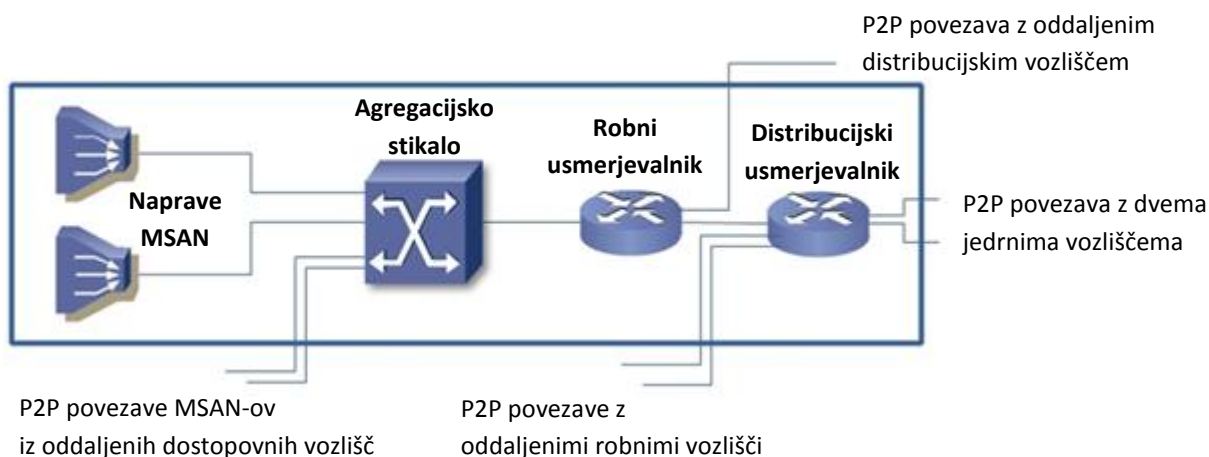 P2P povezava z oddaljenim
distribucijskim vozliščem
Agregacijsko
stikalo
Robni
usmerjevalnik
Distribucijski
usmerjevalnik
Naprave
MSAN
P2P povezava z dvema
jedrnima vozliščema
P2P povezave MSAN-ov
iz oddaljenih dostopovnih vozlišč
P2P povezave z
oddaljenimi robnimi vozlišči